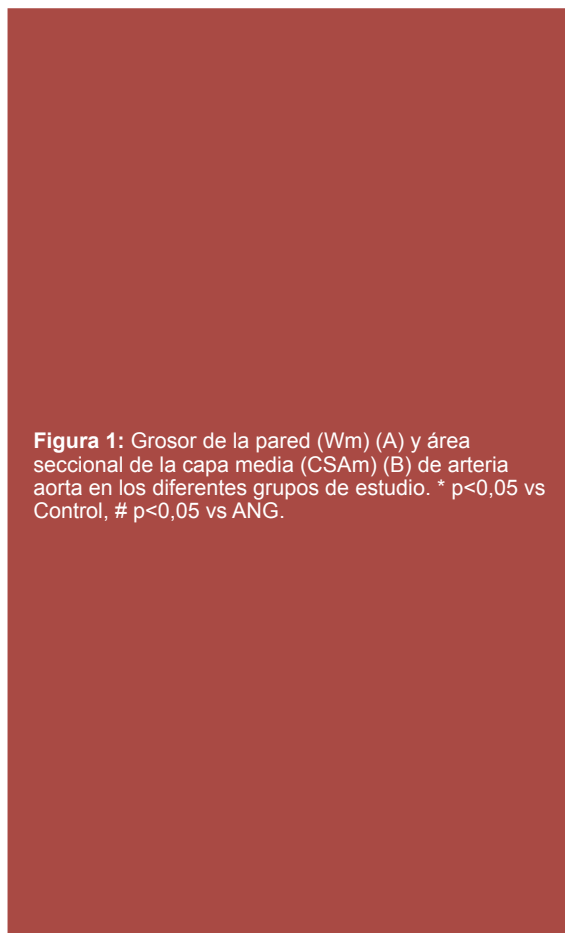 Figura 1: Grosor de la pared (Wm) (A) y área
seccional de la capa media (CSAm) (B) de arteria
aorta en los diferentes grupos de estudio. * p<0,05 vs
Control, # p<0,05 vs ANG.